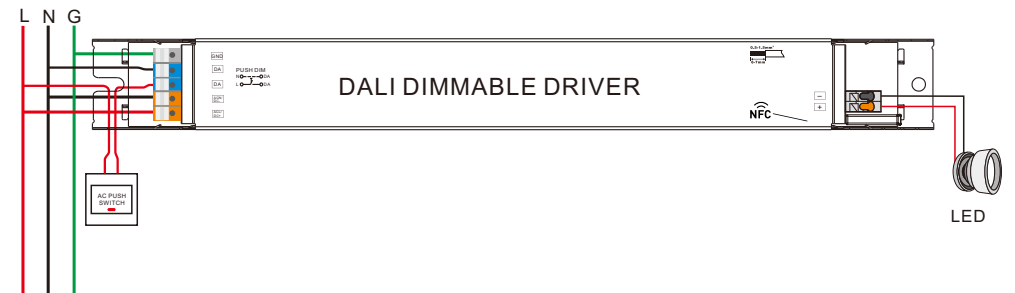 L N G
GND
DA
DA
PUSH DIM
N DA
L DA
DALI DIMMABLE DRIVER
NFC
−
+
AC PUSH
SWITCH
LED